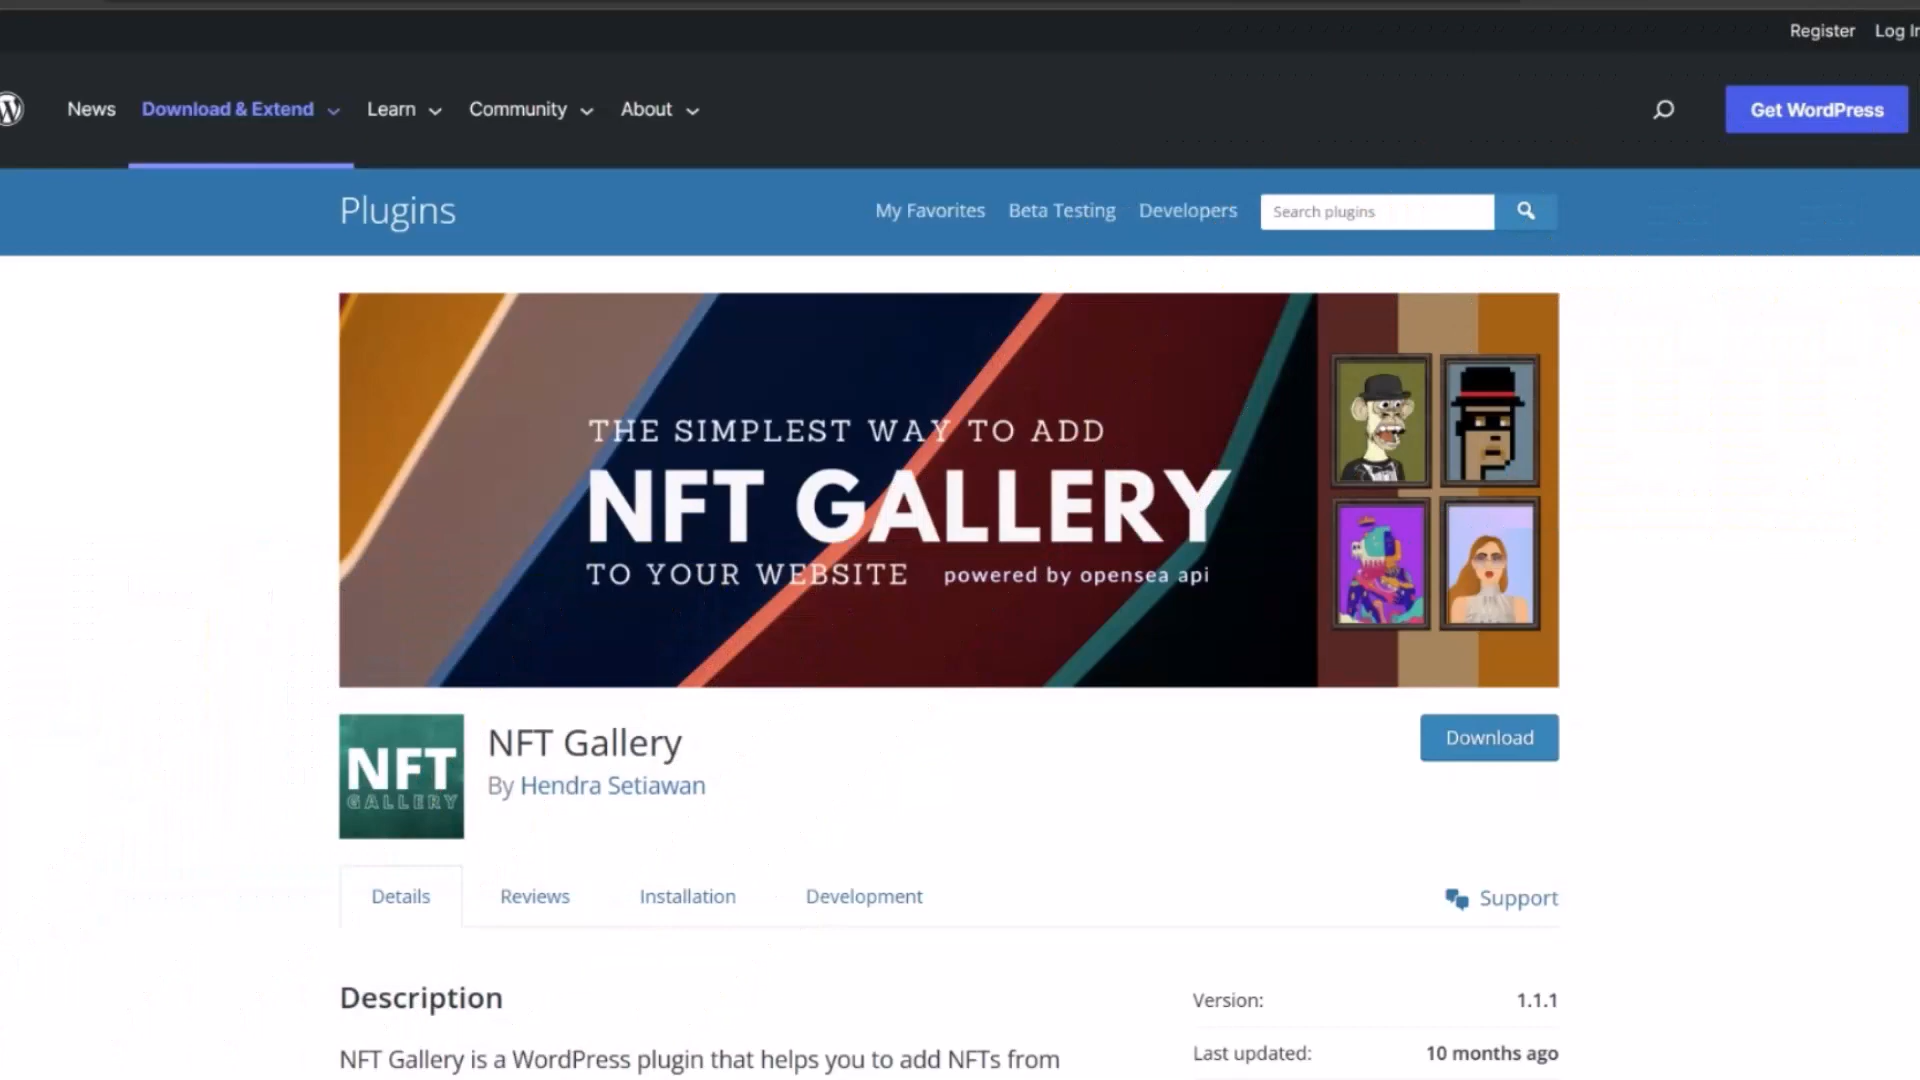 Register Log In
News Download & Extend Learn Community About Get WordPress
Plugins My Favorites Beta Testing Developers Search plugins
THE SIMPLEST WAY TO ADD
NFT GALLERY
TO YOUR WEBSITE powered by opensea api
NFT
GALLERY
NFT Gallery
By Hendra Setiawan
Download
Details Reviews Installation Development Support
Description
Version: 1.1.1
NFT Gallery is a WordPress plugin that helps you to add NFTs from
Last updated: 10 months ago